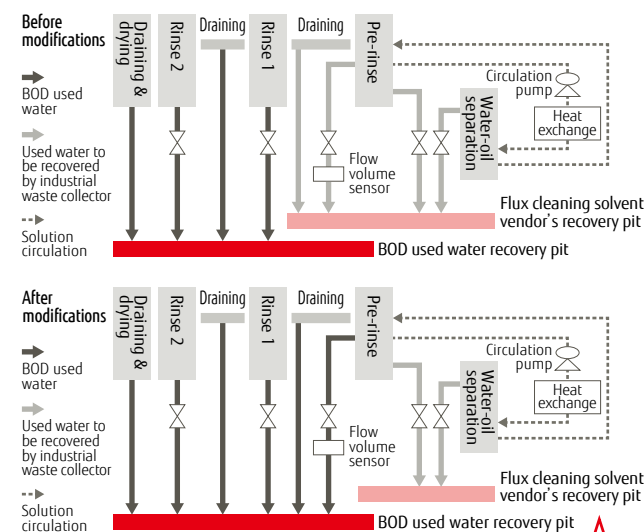 Before
modifications
BOD used
water
Used water to
be recovered
by industrial
waste collector
Solution
circulation
Draining &
drying
Rinse 2
Draining
Rinse 1
Draining
Pre-rinse
Flow
volume
sensor
Water-oil
separation
Circulation
pump
Heat
exchange
Flux cleaning solvent
vendor's recovery pit
BOD used water recovery pit
After
modifications
BOD used
water
Used water to
be recovered
by industrial
waste collector
Solution
circulation
Draining &
drying
Rinse 2
Draining
Rinse 1
Draining
Pre-rinse
Flow
volume
sensor
Water-oil
separation
Circulation
pump
Heat
exchange
Flux cleaning solvent
vendor's recovery pit
BOD used water recovery pit